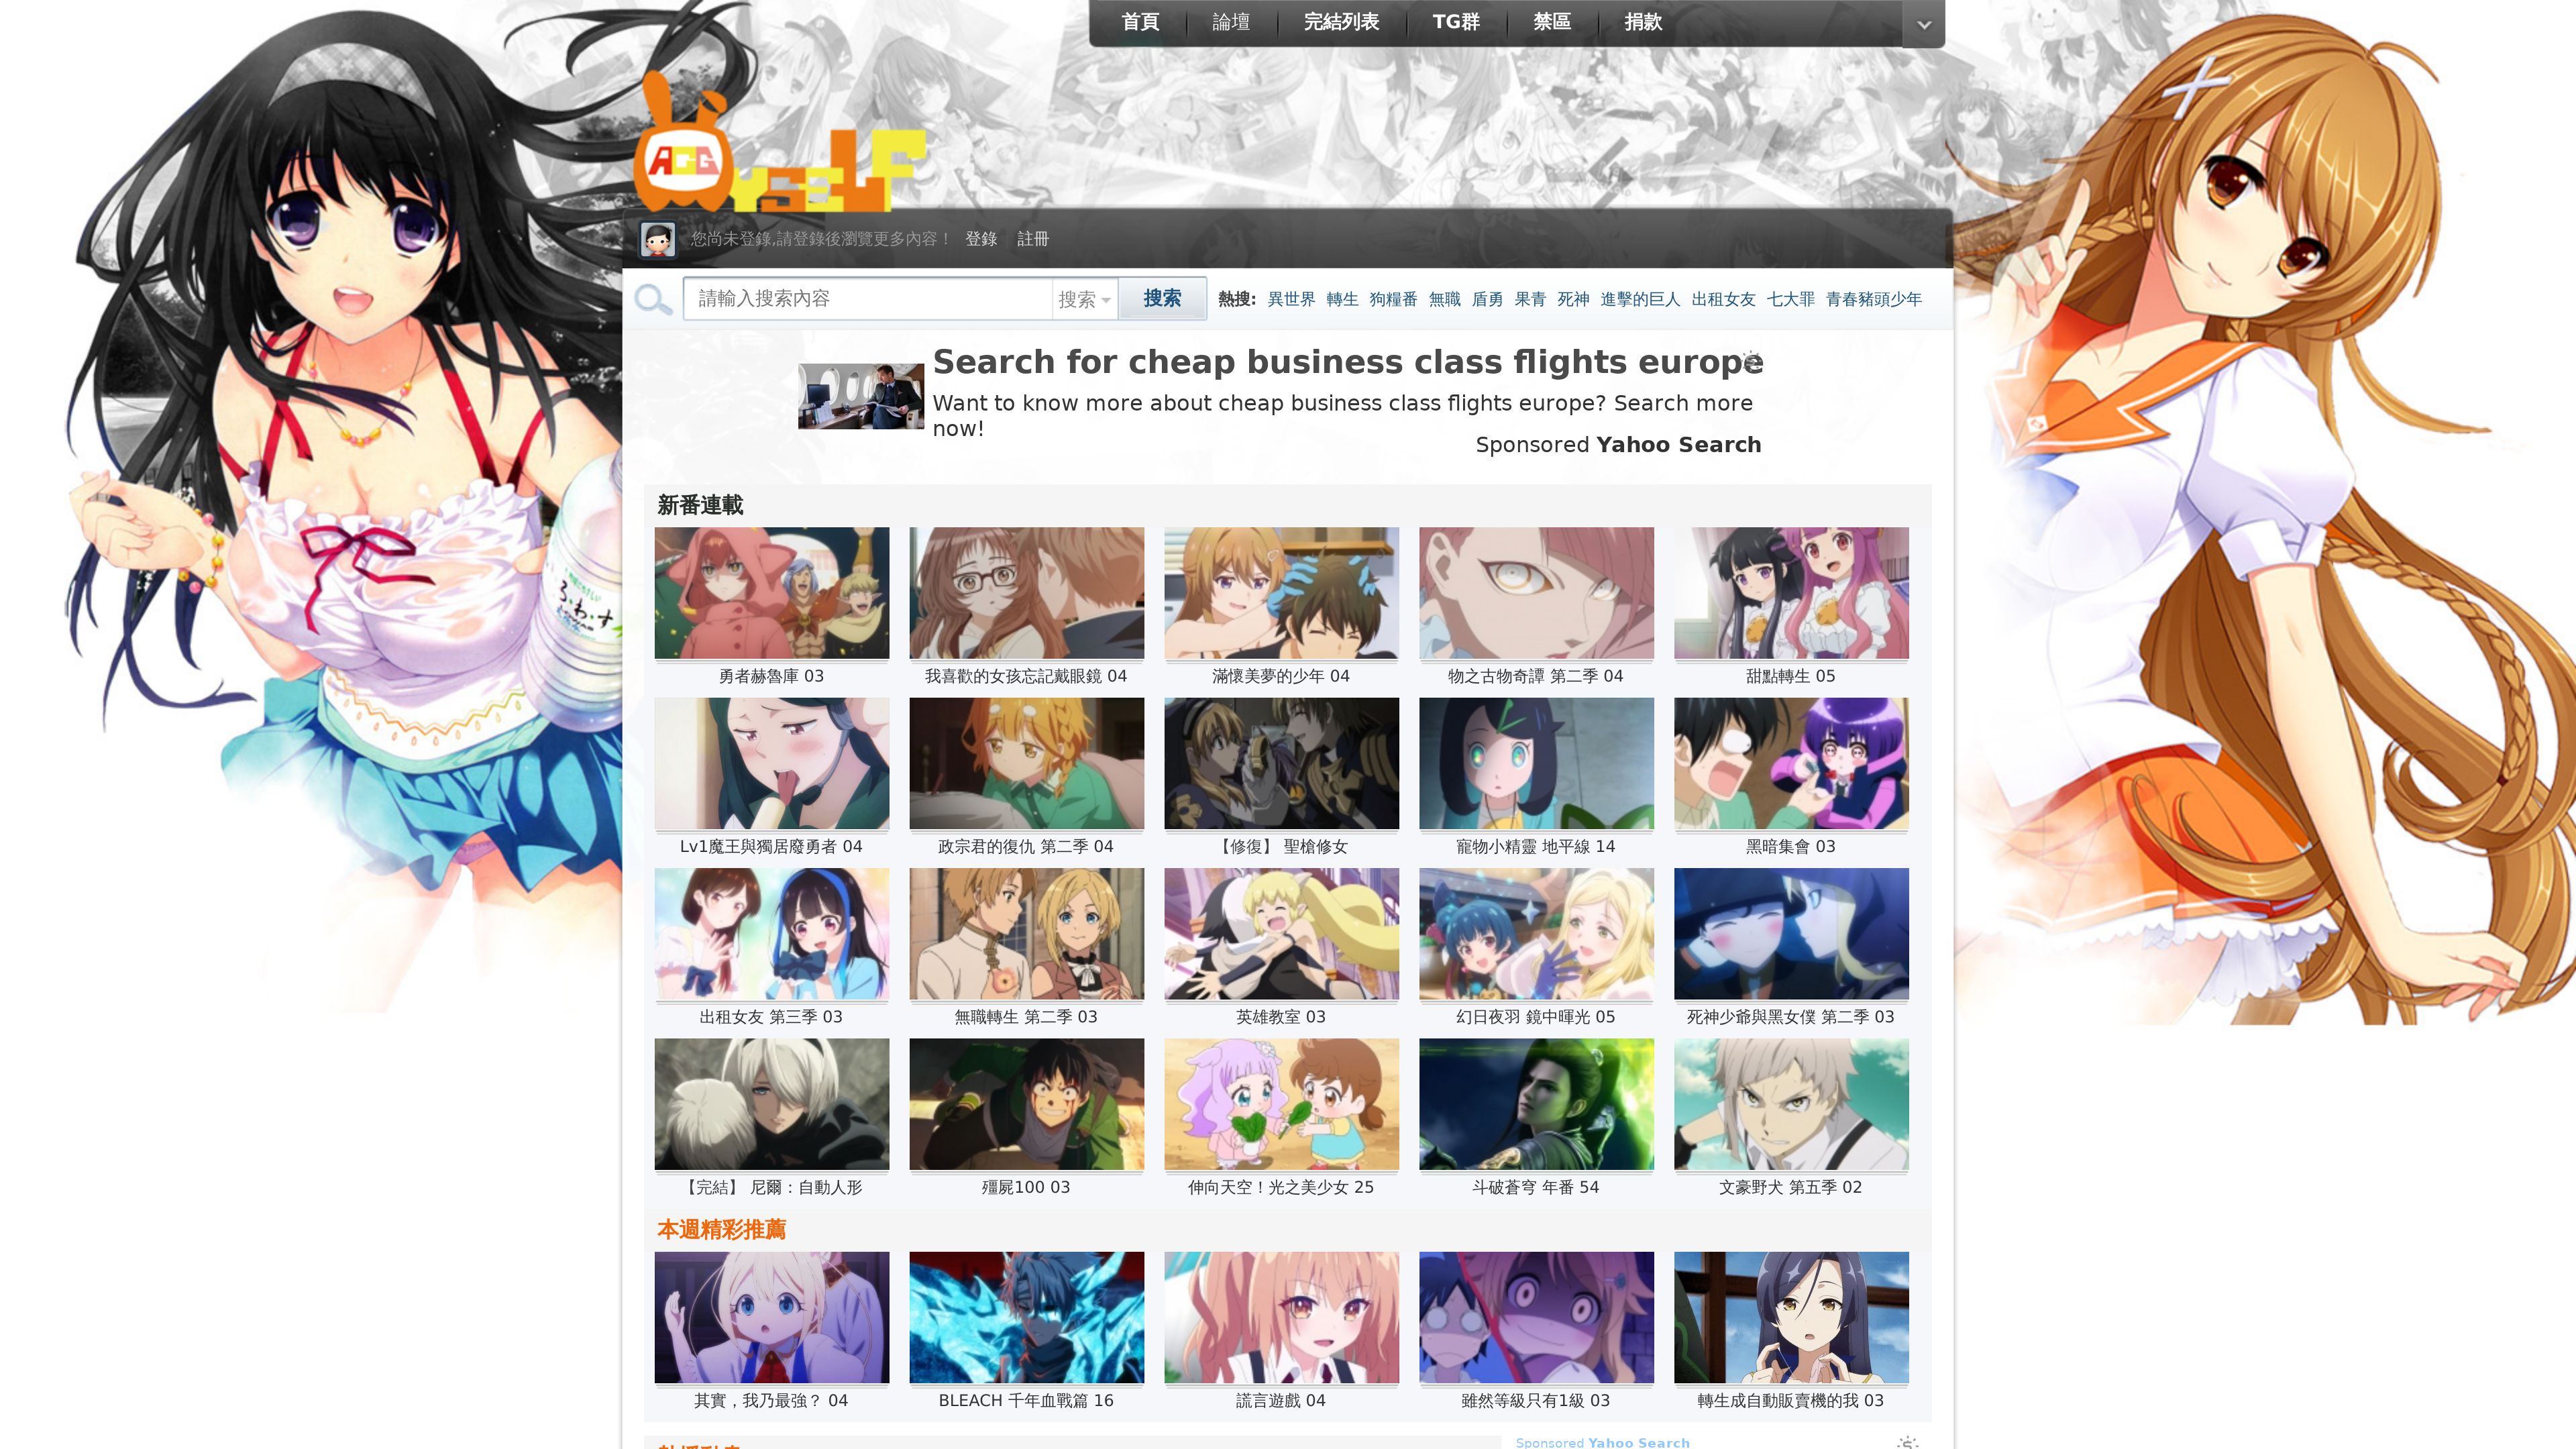 首頁 論壇 完結列表 TG群 禁區 捐款
ACG
YSELF
您尚未登錄,請登錄後瀏覽更多內容！ 登錄 註冊
請輸入搜索內容 搜索 搜索 熱搜: 異世界 轉生 狗糧番 無職 盾勇 果青 死神 進擊的巨人 出租女友 七大罪 青春豬頭少年
Search for cheap business class flights europe
Want to know more about cheap business class flights europe? Search more
now!
Sponsored Yahoo Search
ふ・わ・す
新番連載
勇者赫魯庫 03 我喜歡的女孩忘記戴眼鏡 04 滿懷美夢的少年 04 物之古物奇譚 第二季 04 甜點轉生 05
Lv1魔王與獨居廢勇者 04 政宗君的復仇 第二季 04 【修復】 聖槍修女 寵物小精靈 地平線 14 黑暗集會 03
出租女友 第三季 03 無職轉生 第二季 03 英雄教室 03 幻日夜羽 鏡中暉光 05 死神少爺與黑女僕 第二季 03
【完結】 尼爾：自動人形 殭屍100 03 伸向天空！光之美少女 25 斗破蒼穹 年番 54 文豪野犬 第五季 02
本週精彩推薦
其實，我乃最強？ 04 BLEACH 千年血戰篇 16 謊言遊戲 04 雖然等級只有1級 03 轉生成自動販賣機的我 03
Sponsored Yahoo Search